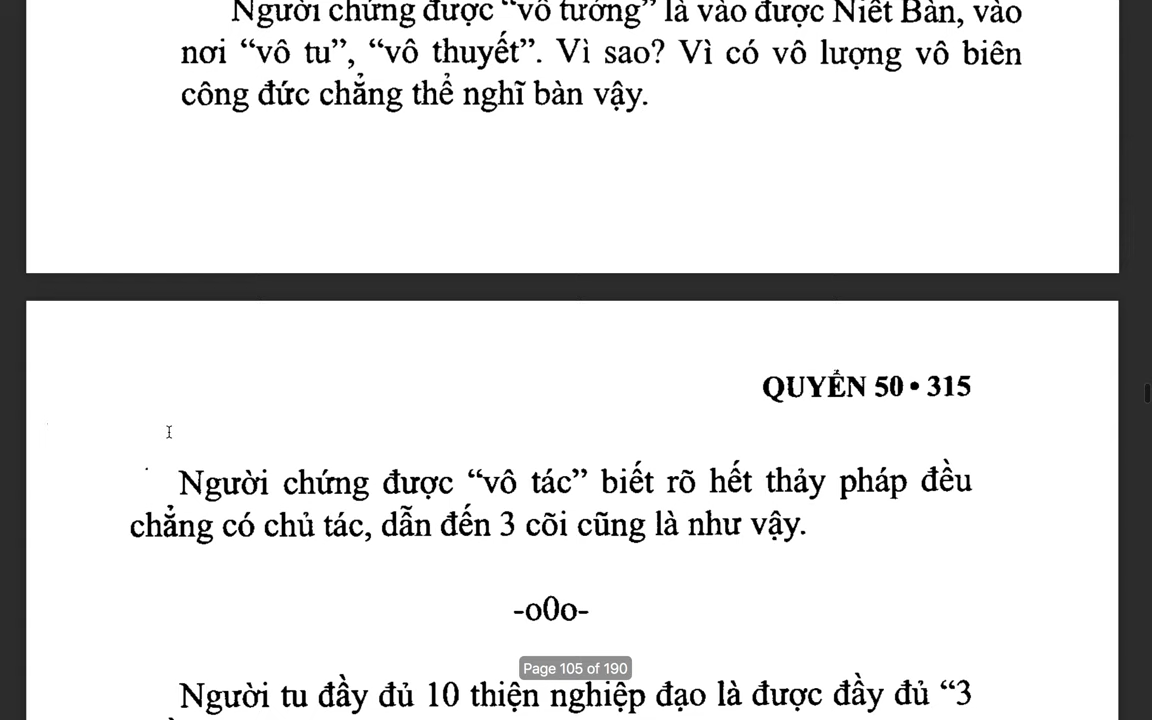 Người chứng được “vô tướng” là vào được Niết Bàn, vào
nơi “vô tu”, “vô thuyết”. Vì sao? Vì có vô lượng vô biên
công đức chẳng thể nghĩ bàn vậy.
QUYỂN 50 • 315
Người chứng được “vô tác” biết rõ hết thảy pháp đều
chẳng có chủ tác, dẫn đến 3 cõi cũng là như vậy.
-o0o-
Page 105 of 190
Người tu đầy đủ 10 thiện nghiệp đạo là được đầy đủ “3